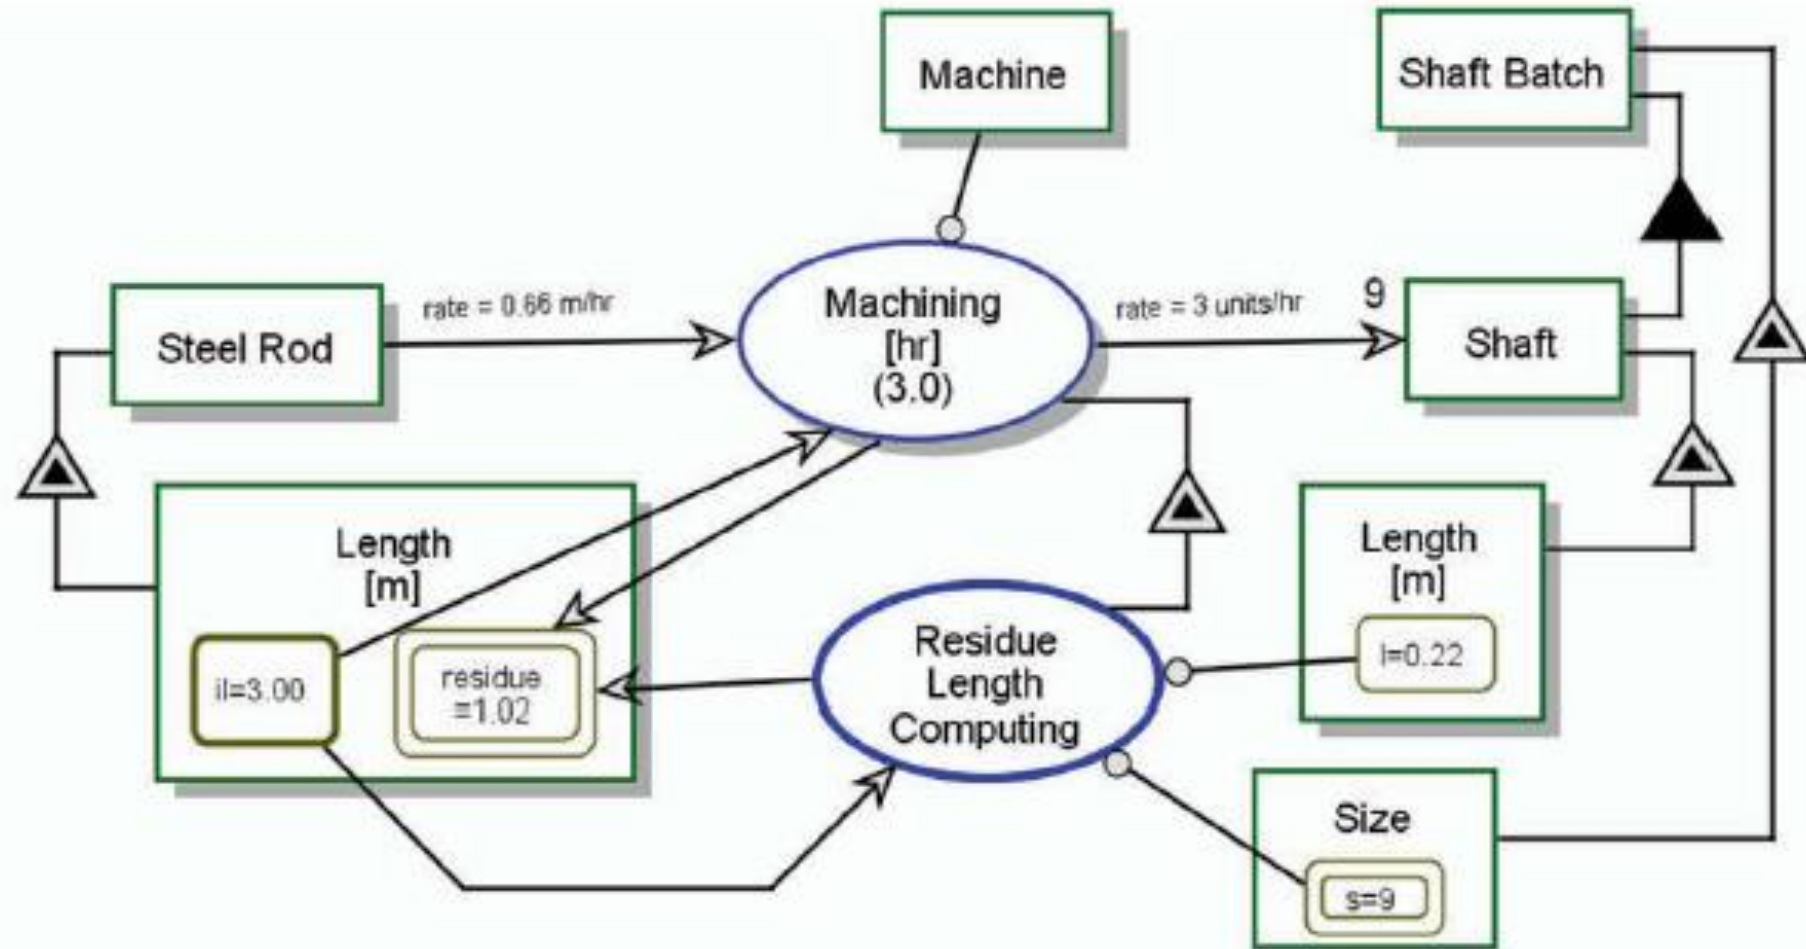 Machine
Shaft Batch
rate = 0.66 m/hr
Steel Rod
Machining
[hr]
(3.0)
rate = 3 units/hr
9
Shaft
Length
[m]
il=3.00
residue
=1.02
Residue
Length
Computing
Length
[m]
l=0.22
Size
s=9